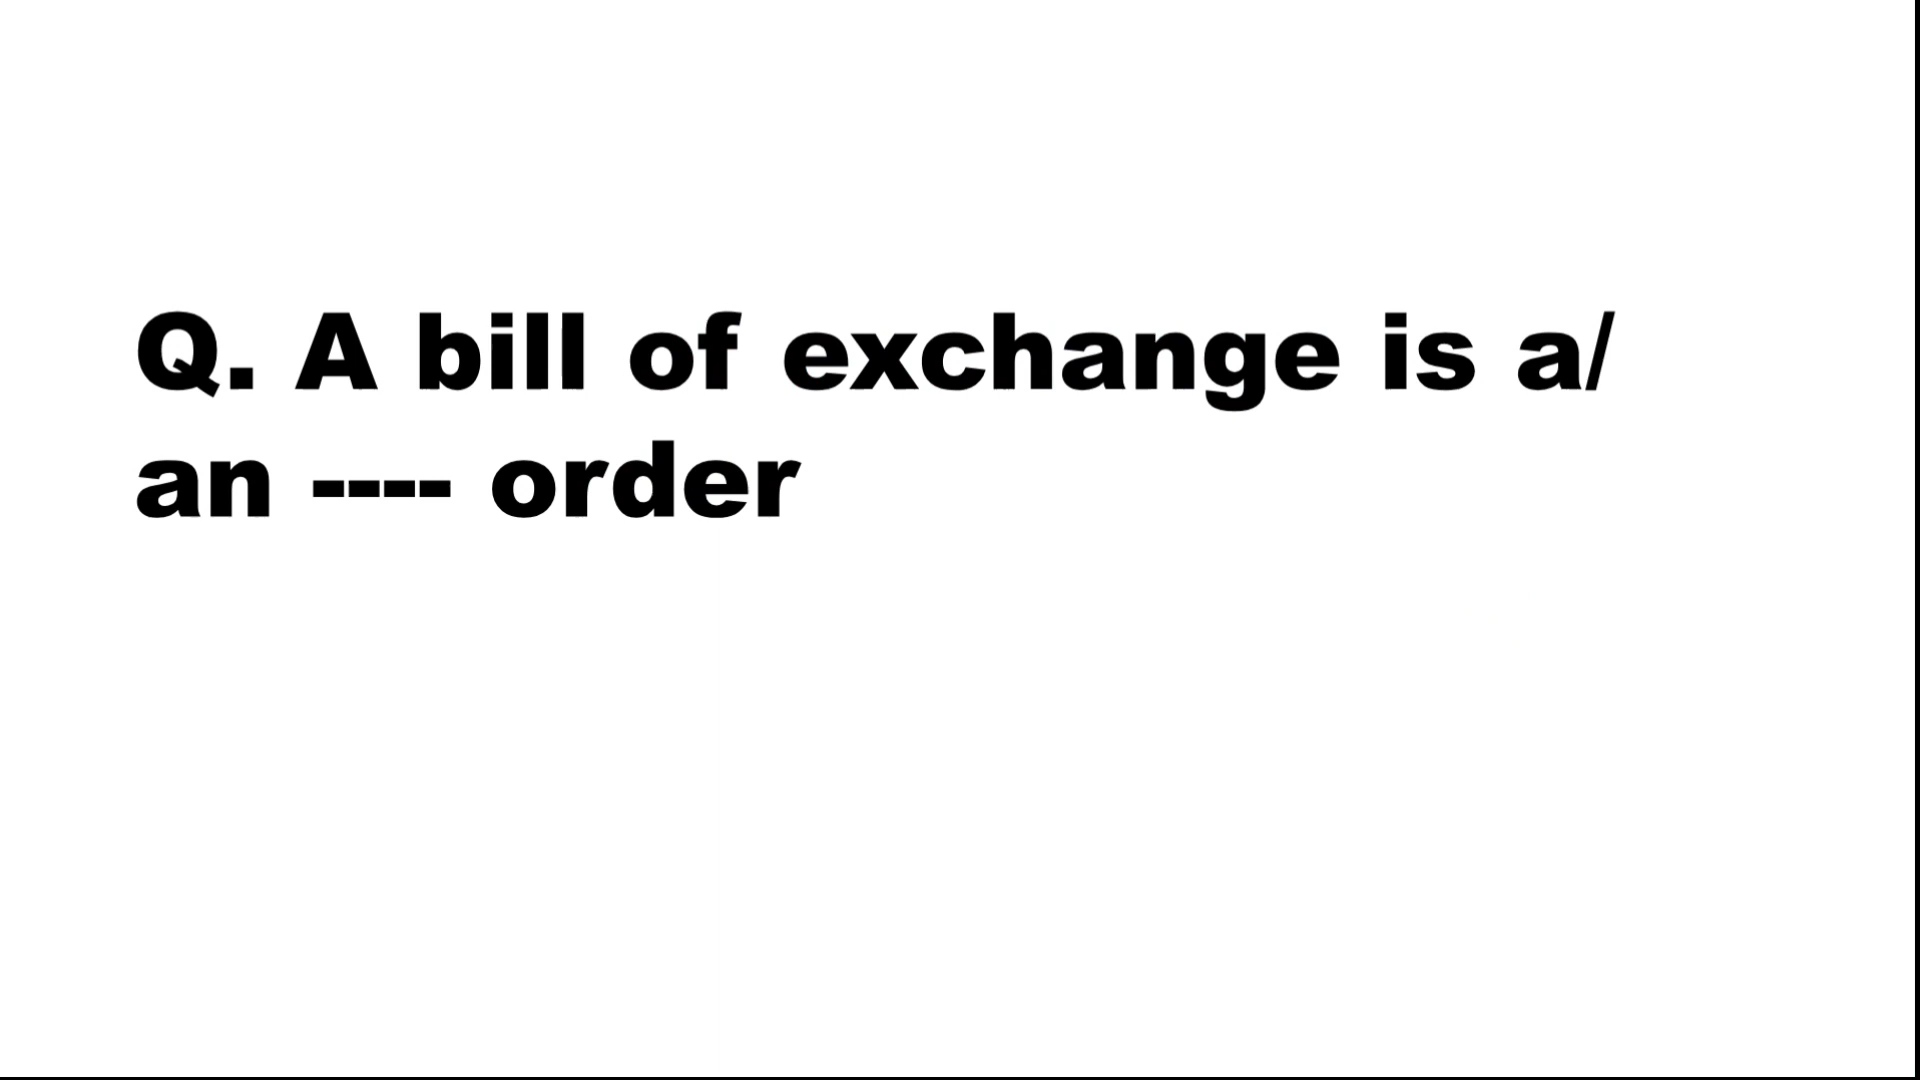 Q. A bill of exchange is a/
an ---- order